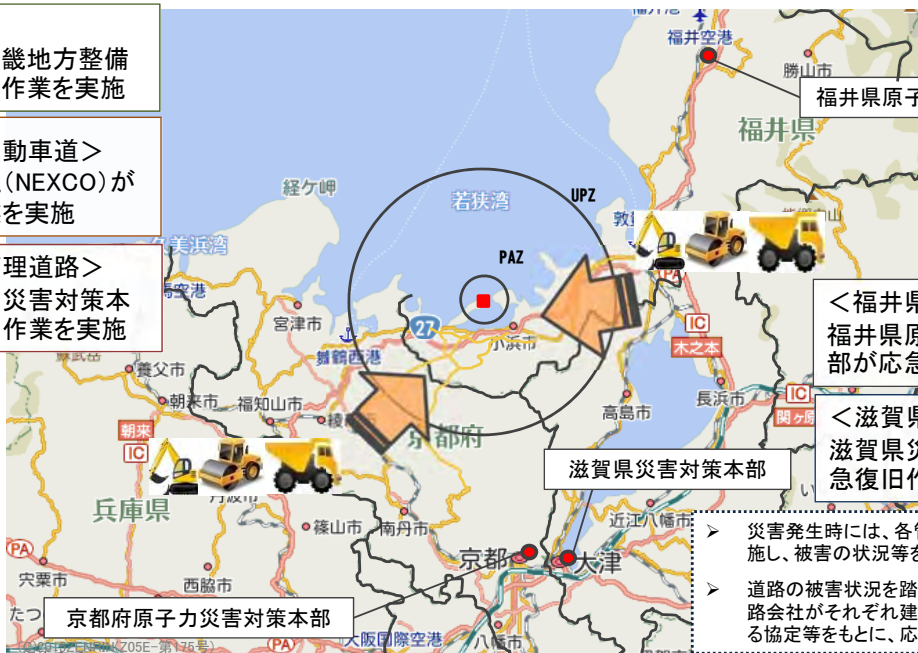 畿地方整備
作業を実施
動車道>
(NEXCO)が
を実施
理道路>
災害対策本
作業を実施
福井空港
勝山市
福井県原子
福井県
経ケ岬
若狭湾
UPZ
PAZ
久美浜湾
宮津市
舞鶴西港
27
小浜市
養父市
朝来市
福知山市
朝来
IC
京都府
兵庫県
篠山市
南丹市
PA
宍粟市
西脇市
たつ
IC
木之本
高島市
長浜市
IC
関ヶ原
<福井県
福井県原
部が応急
<滋賀県
滋賀県災
急復旧作
滋賀県災害対策本部
近江八幡市
京都
大津
京都府原子力災害対策本部
PA
大阪国際空港
八幡市
➢ 災害発生時には、各管
施し、被害の状況等を
➢ 道路の被害状況を踏
路会社がそれぞれ建
る協定等をもとに、応